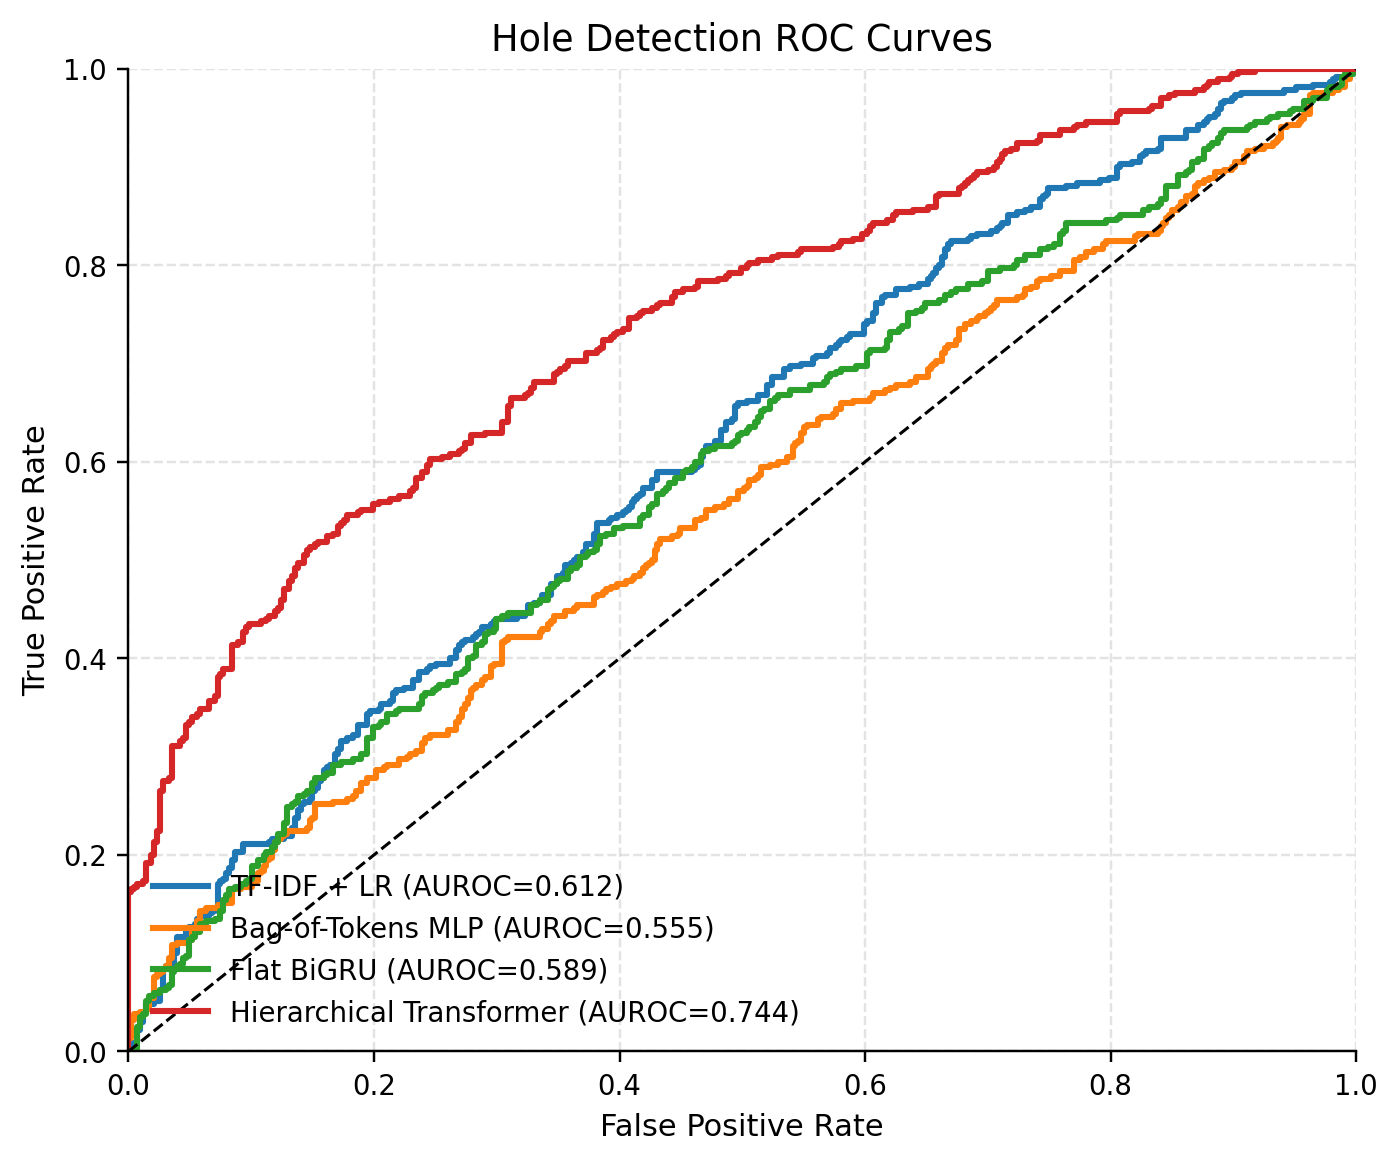 Hole Detection ROC Curves
1.0
0.8
0.6
0.4
0.2
0.0
True Positive Rate
TF-IDF + LR (AUROC=0.612)
Bag-of-Tokens MLP (AUROC=0.555)
Flat BiGRU (AUROC=0.589)
Hierarchical Transformer (AUROC=0.744)
0.0 0.2 0.4 0.6 0.8 1.0
False Positive Rate